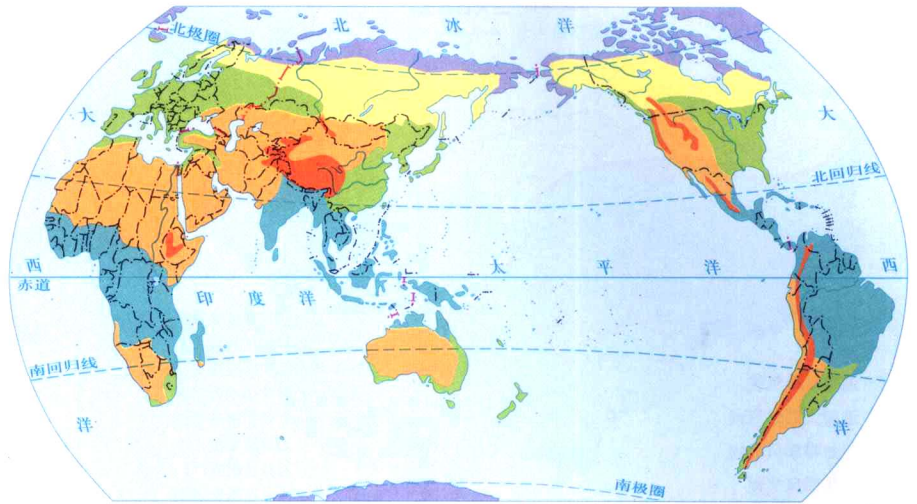 北 冰 洋
北极圈
大
大
北回归线
西
太 平 洋
西
赤道
印 度 洋
南回归线
洋
洋
南极圈